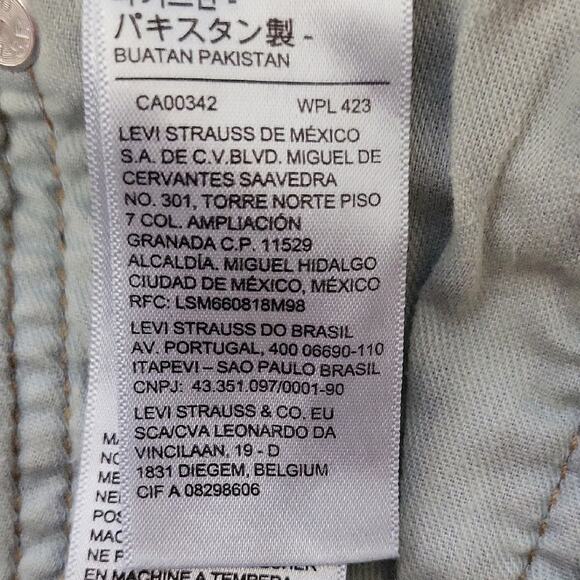 パキスタン製 -
BUATAN PAKISTAN
CA00342 WPL 423
LEVI STRAUSS DE MÉXICO
S.A. DE C.V.BLVD. MIGUEL DE
CERVANTES SAAVEDRA
NO. 301, TORRE NORTE PISO
7 COL. AMPLIACIÓN
GRANADA C.P. 11529
ALCALDÍA. MIGUEL HIDALGO
CIUDAD DE MÉXICO, MÉXICO
RFC: LSM660818M98
LEVI STRAUSS DO BRASIL
AV. PORTUGAL, 400 06690-110
ITAPEVI – SAO PAULO BRASIL
CNPJ: 43.351.097/0001-90
LEVI STRAUSS & CO. EU
SCA/CVA LEONARDO DA
VINCILAAN, 19 - D
1831 DIEGEM, BELGIUM
CIF A 08298606
EN MACHINE A TEMPERA